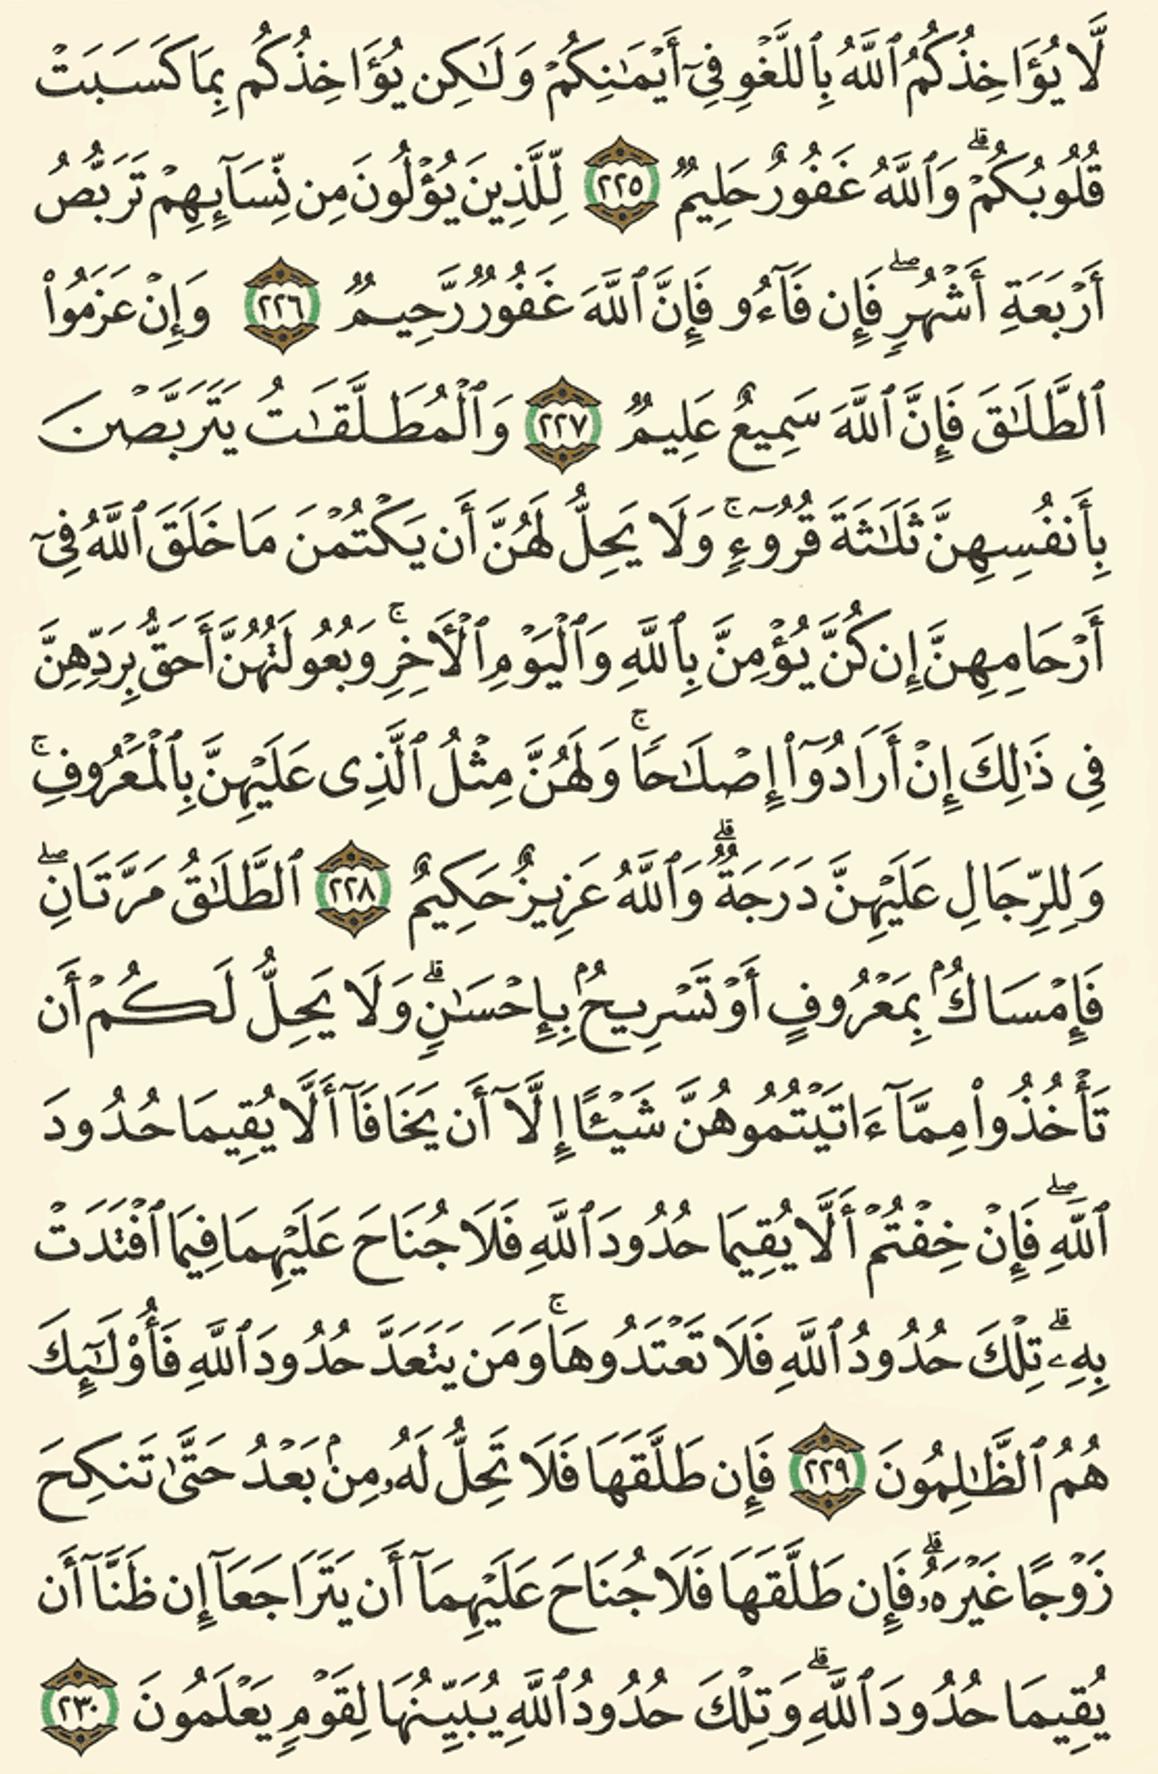 لَّا يُؤَاخِذُكُمُ ٱللَّهُ بِٱللَّغْوِ فِىٓ أَيْمَـٰنِكُمْ وَلَـٰكِن يُؤَاخِذُكُم بِمَا كَسَبَتْ
قُلُوبُكُمْ ۗ وَٱللَّهُ غَفُورٌ حَلِيمٌ ٢٢٥ لِّلَّذِينَ يُؤْلُونَ مِن نِّسَآئِهِمْ تَرَبُّصُ
أَرْبَعَةِ أَشْهُرٍ ۖ فَإِن فَآءُو فَإِنَّ ٱللَّهَ غَفُورٌ رَّحِيمٌ ٢٢٦ وَإِنْ عَزَمُوا۟
ٱلطَّلَـٰقَ فَإِنَّ ٱللَّهَ سَمِيعٌ عَلِيمٌ ٢٢٧ وَٱلْمُطَلَّقَـٰتُ يَتَرَبَّصْنَ
بِأَنفُسِهِنَّ ثَلَـٰثَةَ قُرُوٓءٍ ۚ وَلَا يَحِلُّ لَهُنَّ أَن يَكْتُمْنَ مَا خَلَقَ ٱللَّهُ فِىٓ
أَرْحَامِهِنَّ إِن كُنَّ يُؤْمِنَّ بِٱللَّهِ وَٱلْيَوْمِ ٱلْـَٔاخِرِ ۚ وَبُعُولَتُهُنَّ أَحَقُّ بِرَدِّهِنَّ
فِى ذَٰلِكَ إِنْ أَرَادُوٓا۟ إِصْلَـٰحًا ۚ وَلَهُنَّ مِثْلُ ٱلَّذِى عَلَيْهِنَّ بِٱلْمَعْرُوفِ ۚ
وَلِلرِّجَالِ عَلَيْهِنَّ دَرَجَةٌ ۗ وَٱللَّهُ عَزِيزٌ حَكِيمٌ ٢٢٨ ٱلطَّلَـٰقُ مَرَّتَانِ ۖ
فَإِمْسَاكٌۢ بِمَعْرُوفٍ أَوْ تَسْرِيحٌۢ بِإِحْسَـٰنٍ ۗ وَلَا يَحِلُّ لَكُمْ أَن
تَأْخُذُوا۟ مِمَّآ ءَاتَيْتُمُوهُنَّ شَيْـًٔا إِلَّآ أَن يَخَافَآ أَلَّا يُقِيمَا حُدُودَ
ٱللَّهِ ۖ فَإِنْ خِفْتُمْ أَلَّا يُقِيمَا حُدُودَ ٱللَّهِ فَلَا جُنَاحَ عَلَيْهِمَا فِيمَا ٱفْتَدَتْ
بِهِۦ ۗ تِلْكَ حُدُودُ ٱللَّهِ فَلَا تَعْتَدُوهَا ۚ وَمَن يَتَعَدَّ حُدُودَ ٱللَّهِ فَأُو۟لَـٰٓئِكَ
هُمُ ٱلظَّـٰلِمُونَ ٢٢٩ فَإِن طَلَّقَهَا فَلَا تَحِلُّ لَهُۥ مِنۢ بَعْدُ حَتَّىٰ تَنكِحَ
زَوْجًا غَيْرَهُۥ ۗ فَإِن طَلَّقَهَا فَلَا جُنَاحَ عَلَيْهِمَآ أَن يَتَرَاجَعَآ إِن ظَنَّآ أَن
يُقِيمَا حُدُودَ ٱللَّهِ ۗ وَتِلْكَ حُدُودُ ٱللَّهِ يُبَيِّنُهَا لِقَوْمٍ يَعْلَمُونَ ٢٣٠